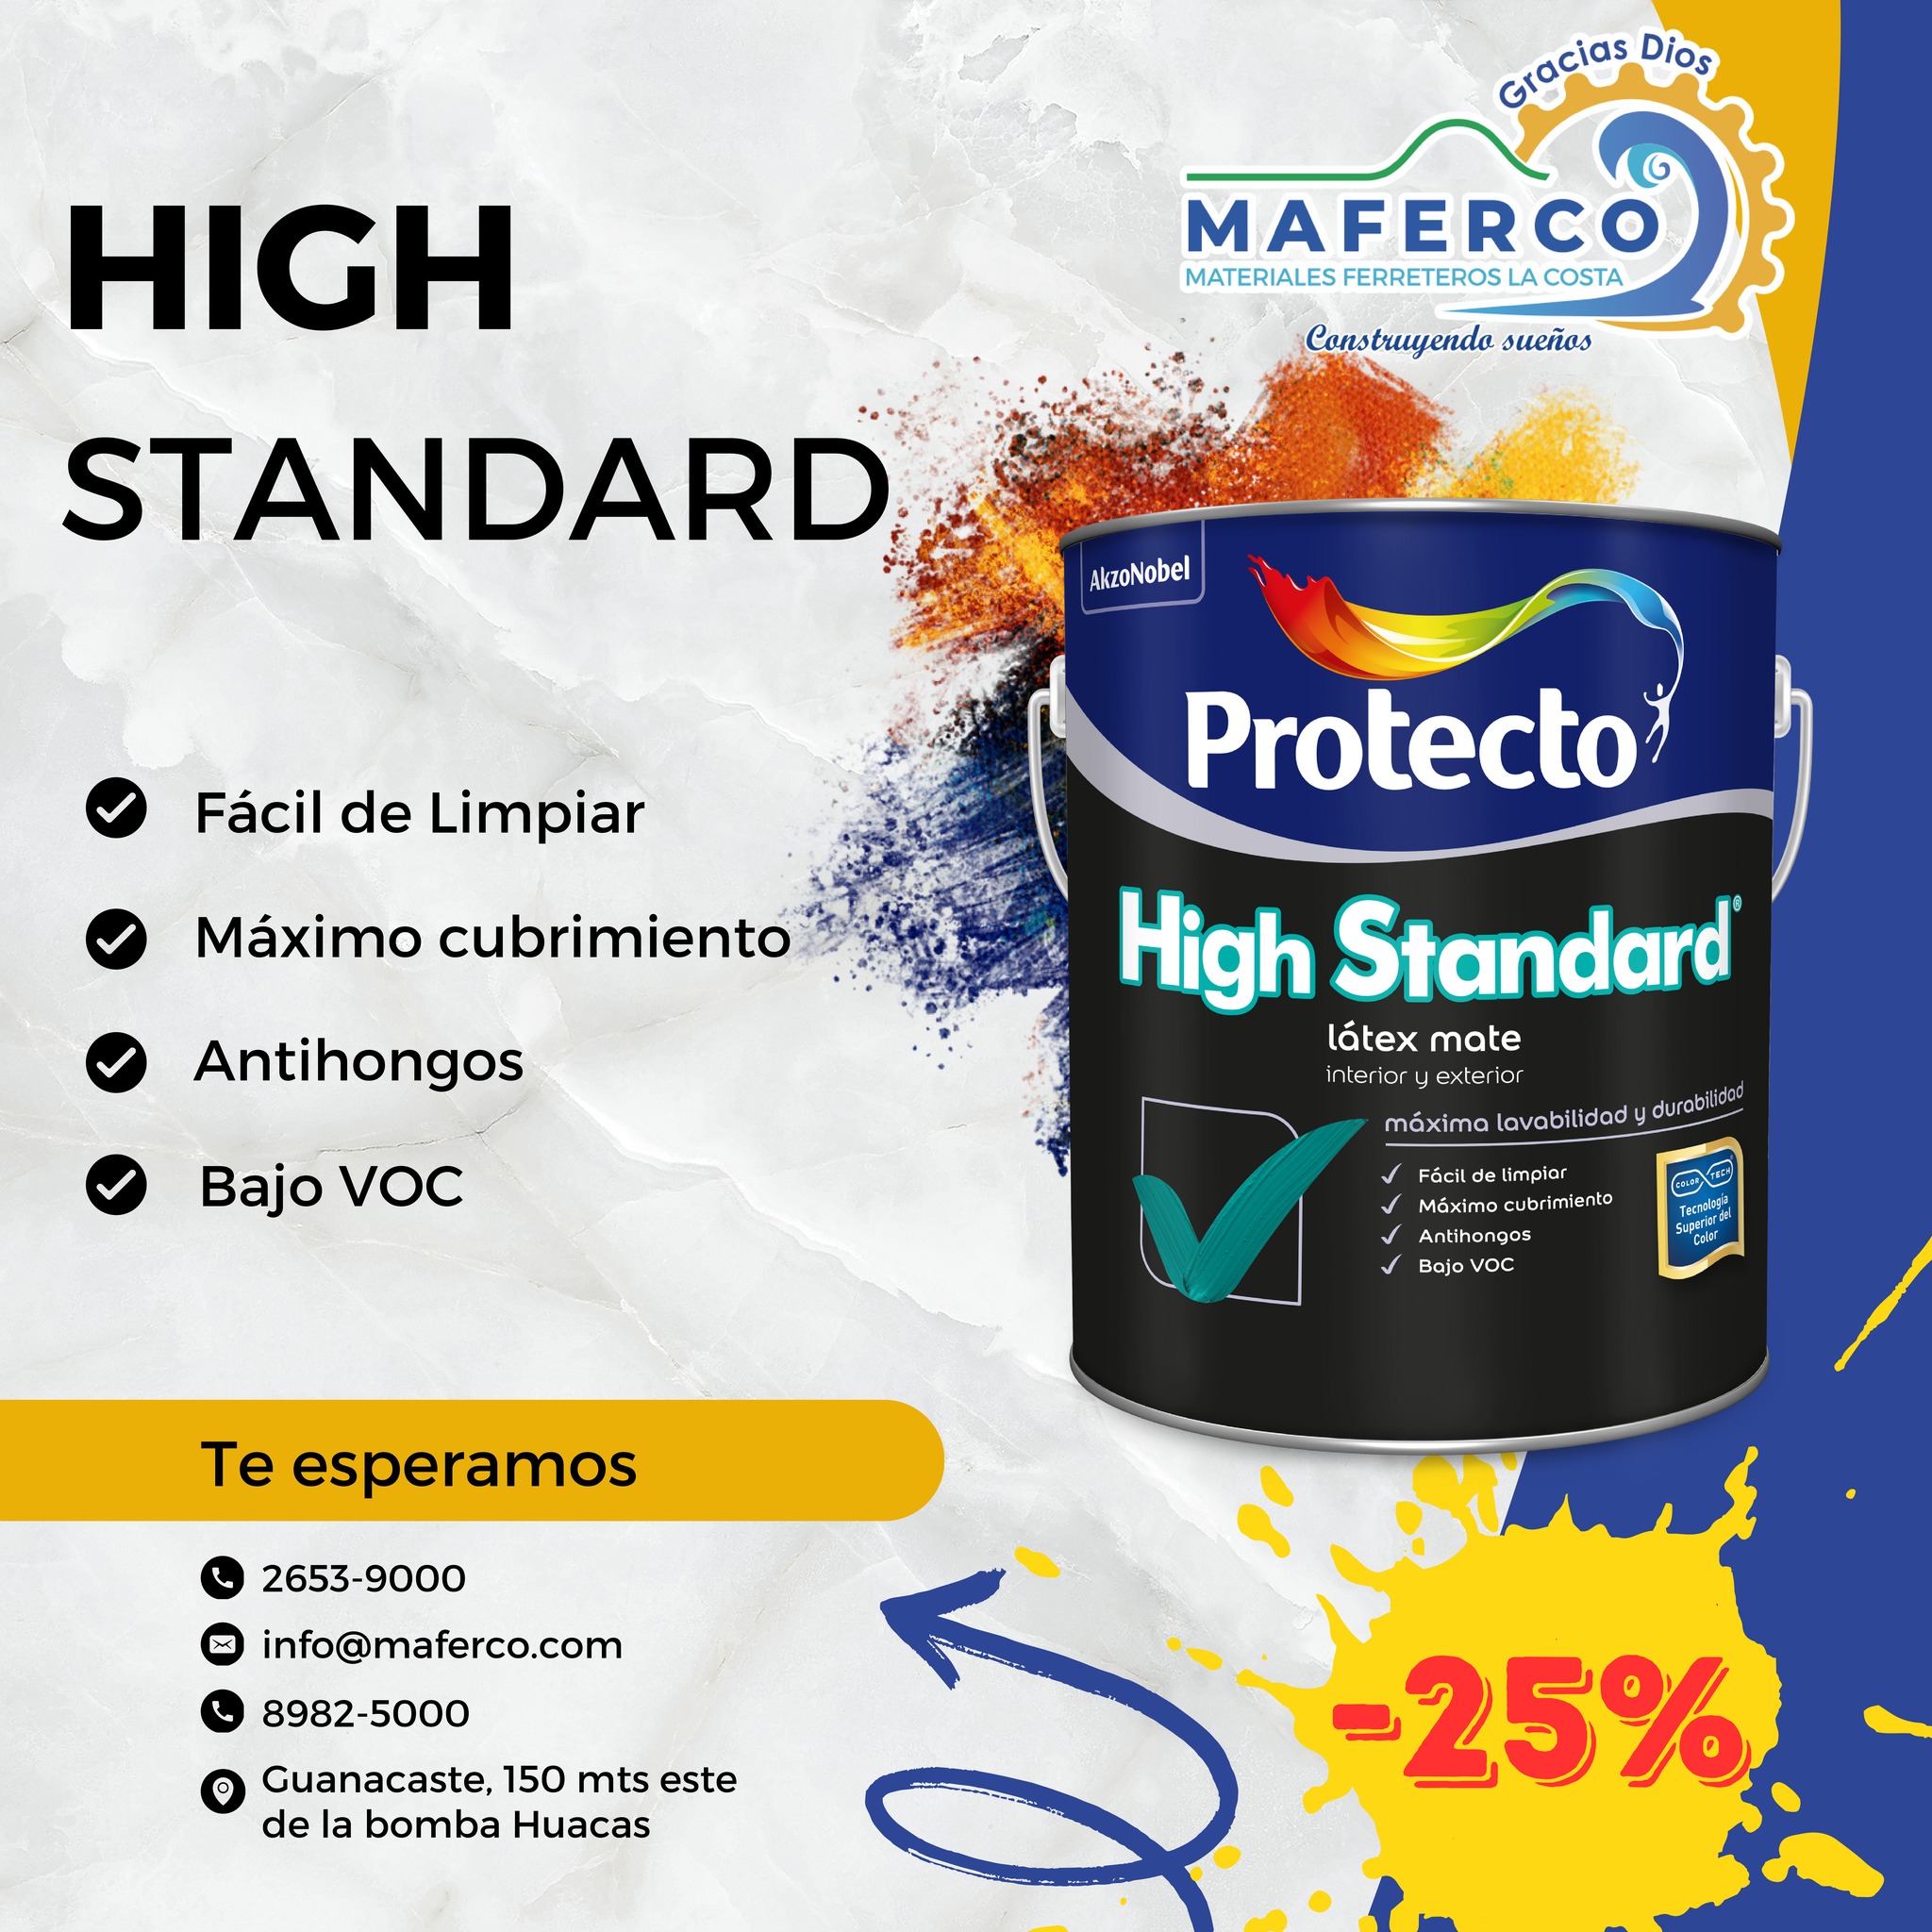 Gracias Dios
MAFERCO
MATERIALES FERRETEROS LA COSTA
Construyendo sueños
HIGH
STANDARD
Fácil de Limpiar
Máximo cubrimiento
Antihongos
Bajo VOC
AkzoNobel
Protecto
High Standard®
látex mate
interior y exterior
máxima lavabilidad y durabilidad
Fácil de limpiar
Máximo cubrimiento
Antihongos
Bajo VOC
COLOR TECH
Tecnología
Superior del
Color
Te esperamos
2653-9000
info@maferco.com
8982-5000
Guanacaste, 150 mts este
de la bomba Huacas
-25%